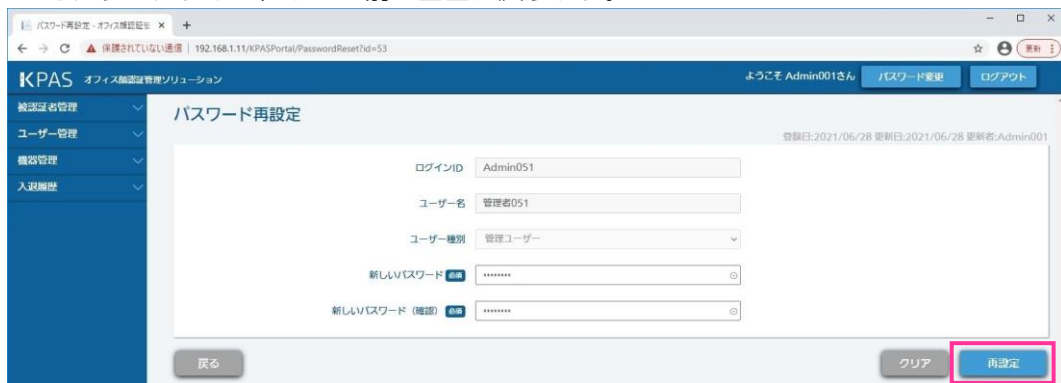 パスワード再設定 - オフィス顔認証管
← → C 保護されていない通信 | 192.168.1.11/KPASPortal/PasswordReset?id=53 更新
KPAS オフィス顔認証管理ソリューション ようこそ Admin001さん パスワード変更 ログアウト
被認証者管理
ユーザー管理
機器管理
入退履歴
パスワード再設定
登録日:2021/06/28 更新日:2021/06/28 更新者:Admin001
ログインID Admin051
ユーザー名 管理者051
ユーザー種別 管理ユーザー
新しいパスワード 必須 ••••••••
新しいパスワード（確認） 必須 ••••••••
戻る クリア 再設定